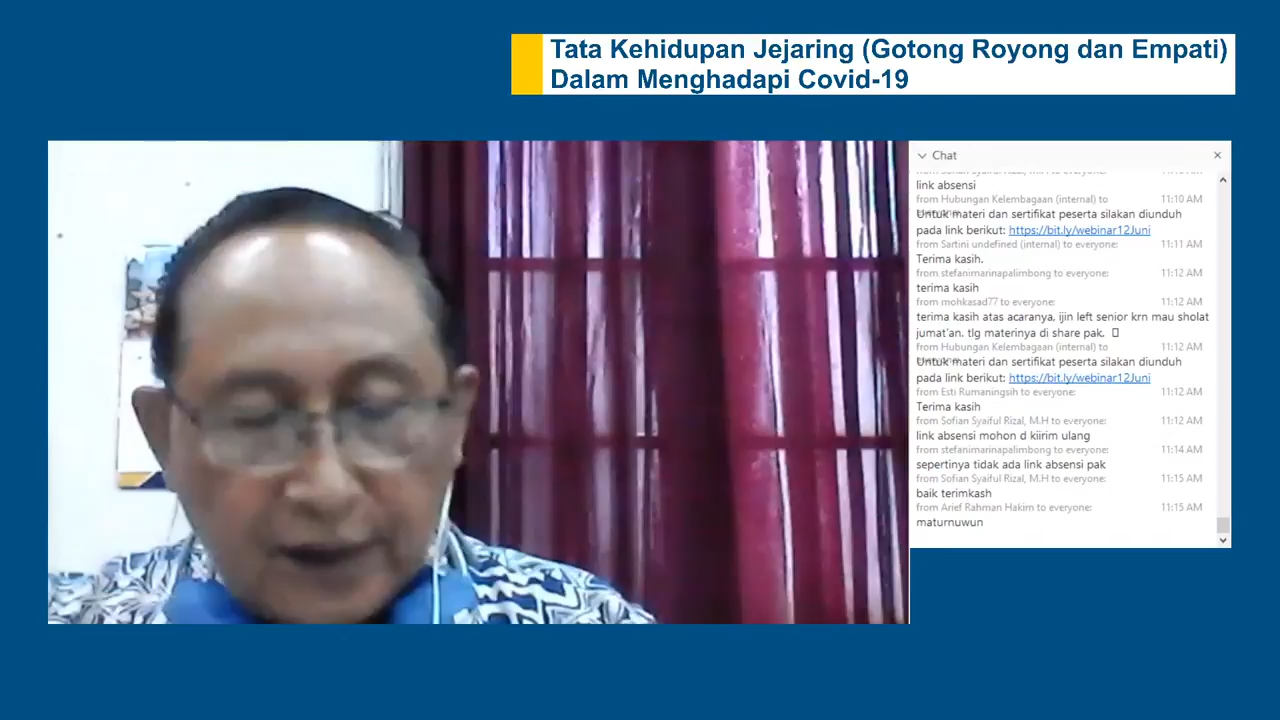 Tata Kehidupan Jejaring (Gotong Royong dan Empati)
Dalam Menghadapi Covid-19
Chat
link absensi
from Hubungan Kelembagaan (internal) to 11:10 AM
Untuk materi dan sertifikat peserta silakan diunduh
pada link berikut: https://bit.ly/webinar12Juni
from Sartini undefined (internal) to everyone: 11:11 AM
Terima kasih.
from stefanimarinapalimbong to everyone: 11:12 AM
terima kasih
from mohkasad77 to everyone: 11:12 AM
terima kasih atas acaranya, ijin left senior krn mau sholat
jumat'an. tlg materinya di share pak.
from Hubungan Kelembagaan (internal) to 11:12 AM
Untuk materi dan sertifikat peserta silakan diunduh
pada link berikut: https://bit.ly/webinar12Juni
from Esti Rumaningsih to everyone: 11:12 AM
Terima kasih
from Sofian Syaiful Rizal, M.H to everyone: 11:12 AM
link absensi mohon d kiirim ulang
from stefanimarinapalimbong to everyone: 11:14 AM
sepertinya tidak ada link absensi pak
from Sofian Syaiful Rizal, M.H to everyone: 11:15 AM
baik terimkash
from Arief Rahman Hakim to everyone: 11:15 AM
maturnuwun